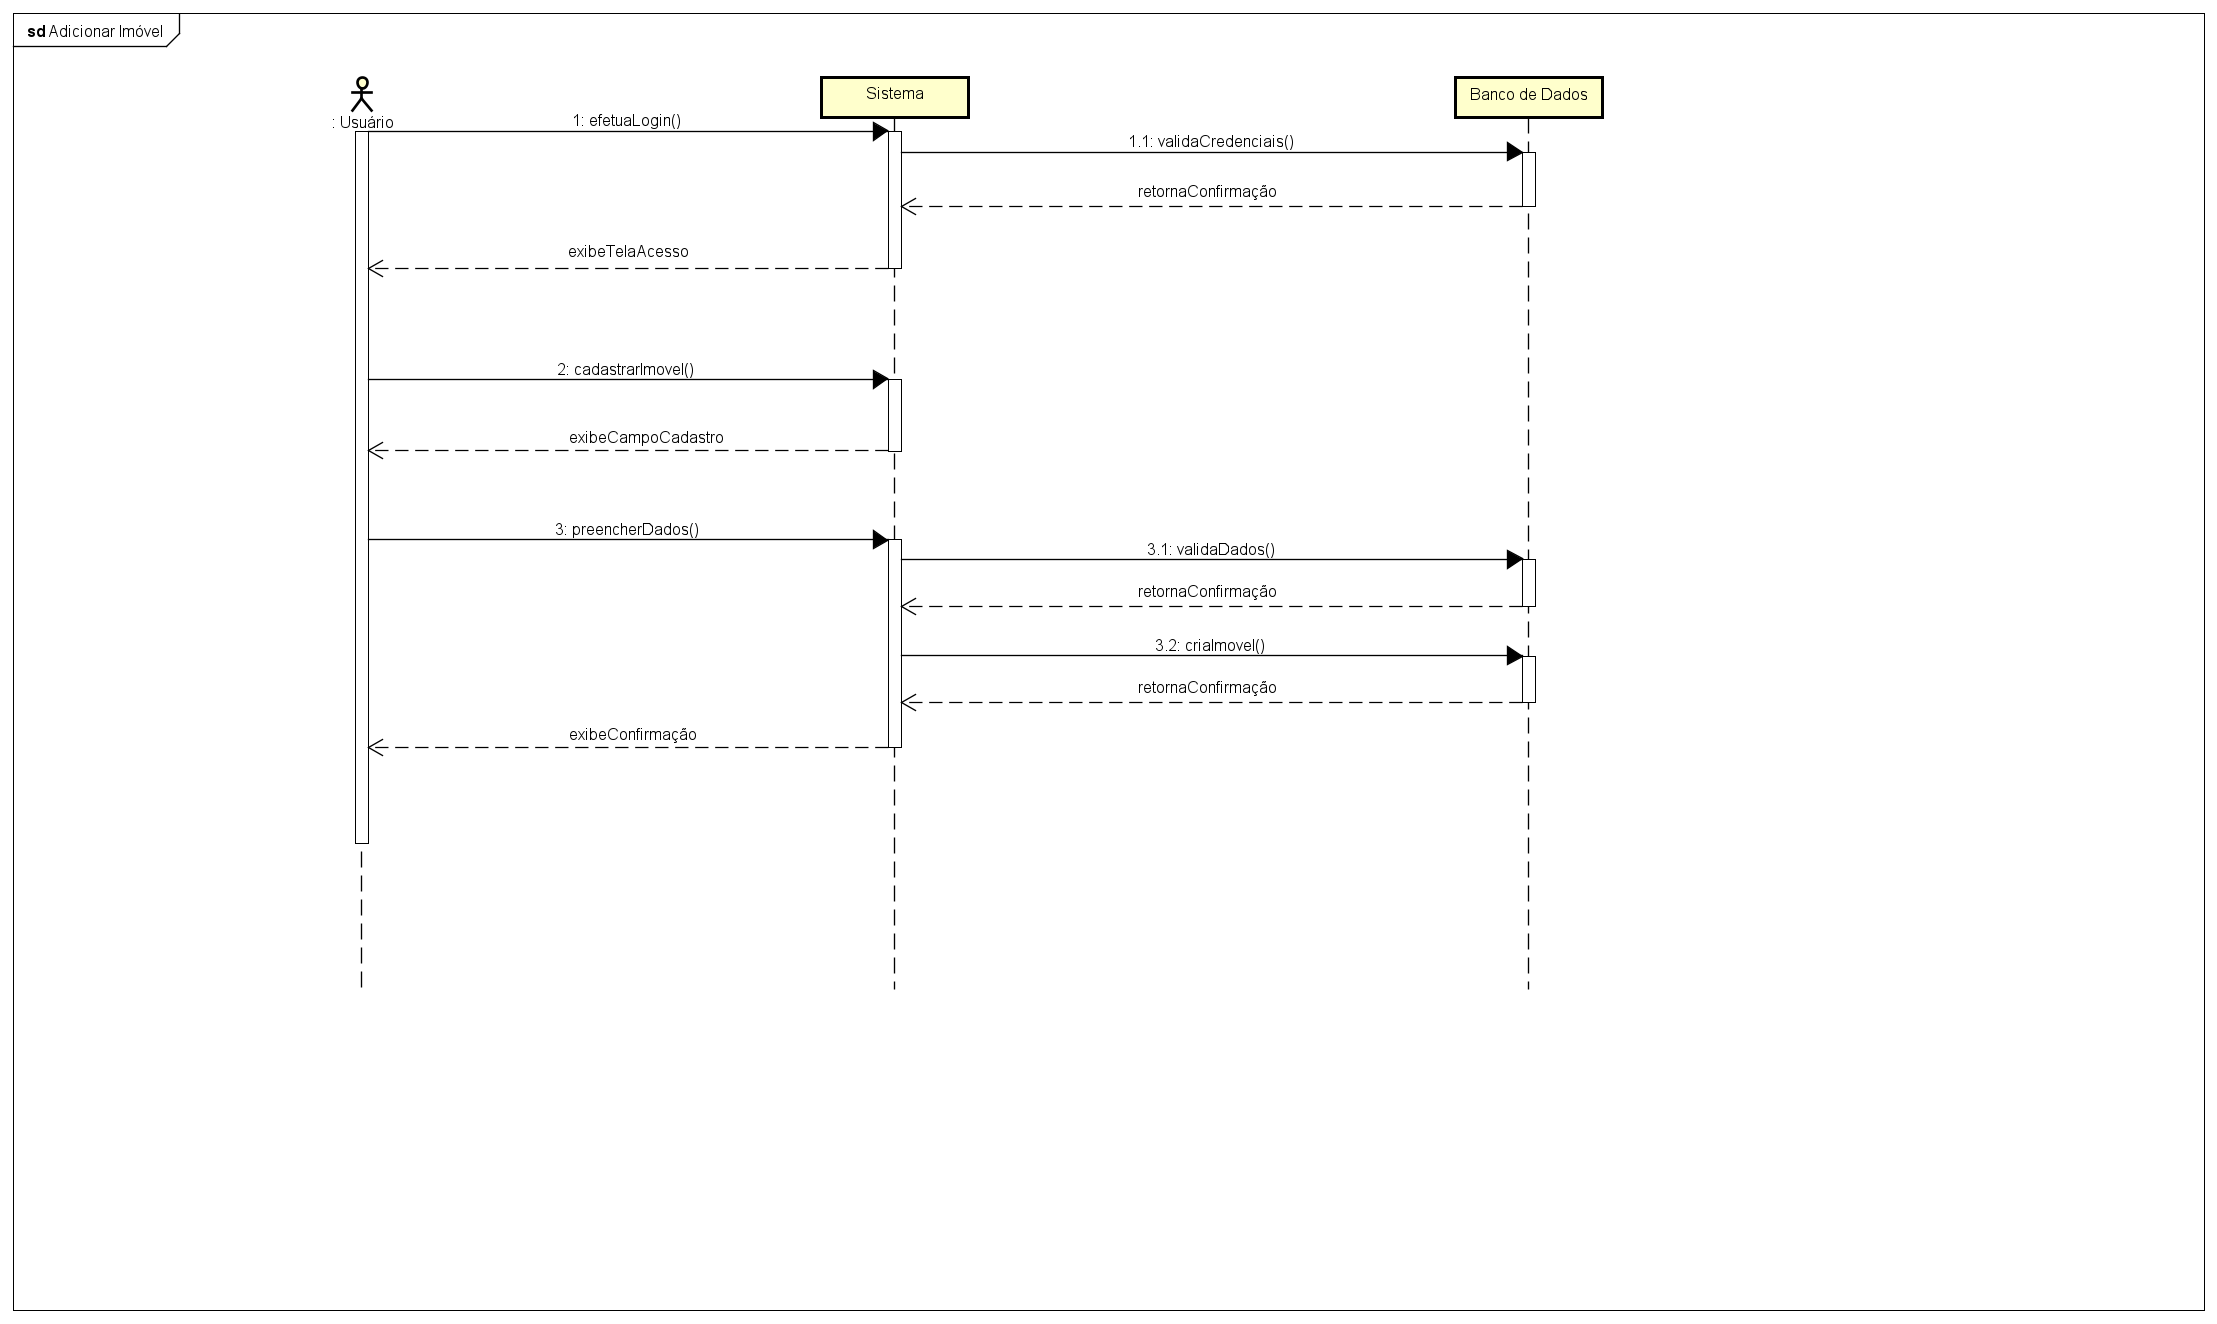 sd Adicionar Imóvel
: Usuário
Sistema
Banco de Dados
1: efetuaLogin()
1.1: validaCredenciais()
retornaConfirmação
exibeTelaAcesso
2: cadastrarImovel()
exibeCampoCadastro
3: preencherDados()
3.1: validaDados()
retornaConfirmação
3.2: criaImovel()
retornaConfirmação
exibeConfirmação